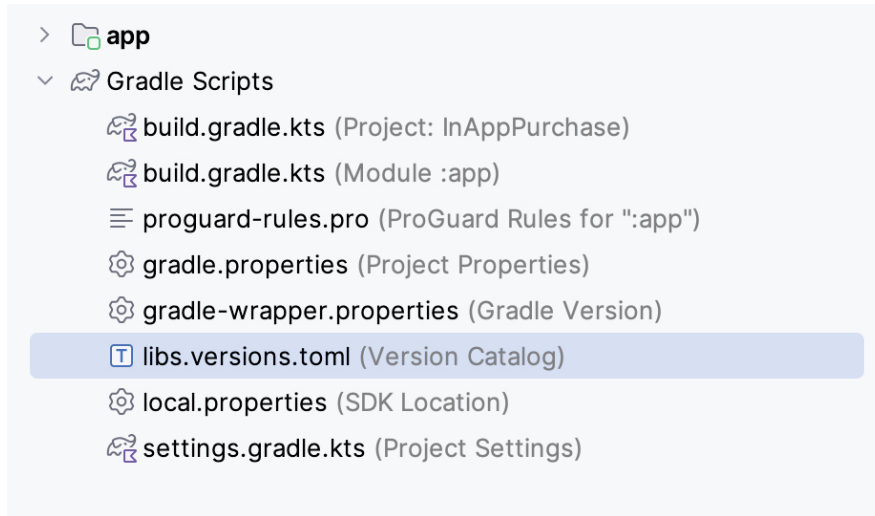 app
Gradle Scripts
build.gradle.kts (Project: InAppPurchase)
build.gradle.kts (Module :app)
proguard-rules.pro (ProGuard Rules for ":app")
gradle.properties (Project Properties)
gradle-wrapper.properties (Gradle Version)
libs.versions.toml (Version Catalog)
local.properties (SDK Location)
settings.gradle.kts (Project Settings)